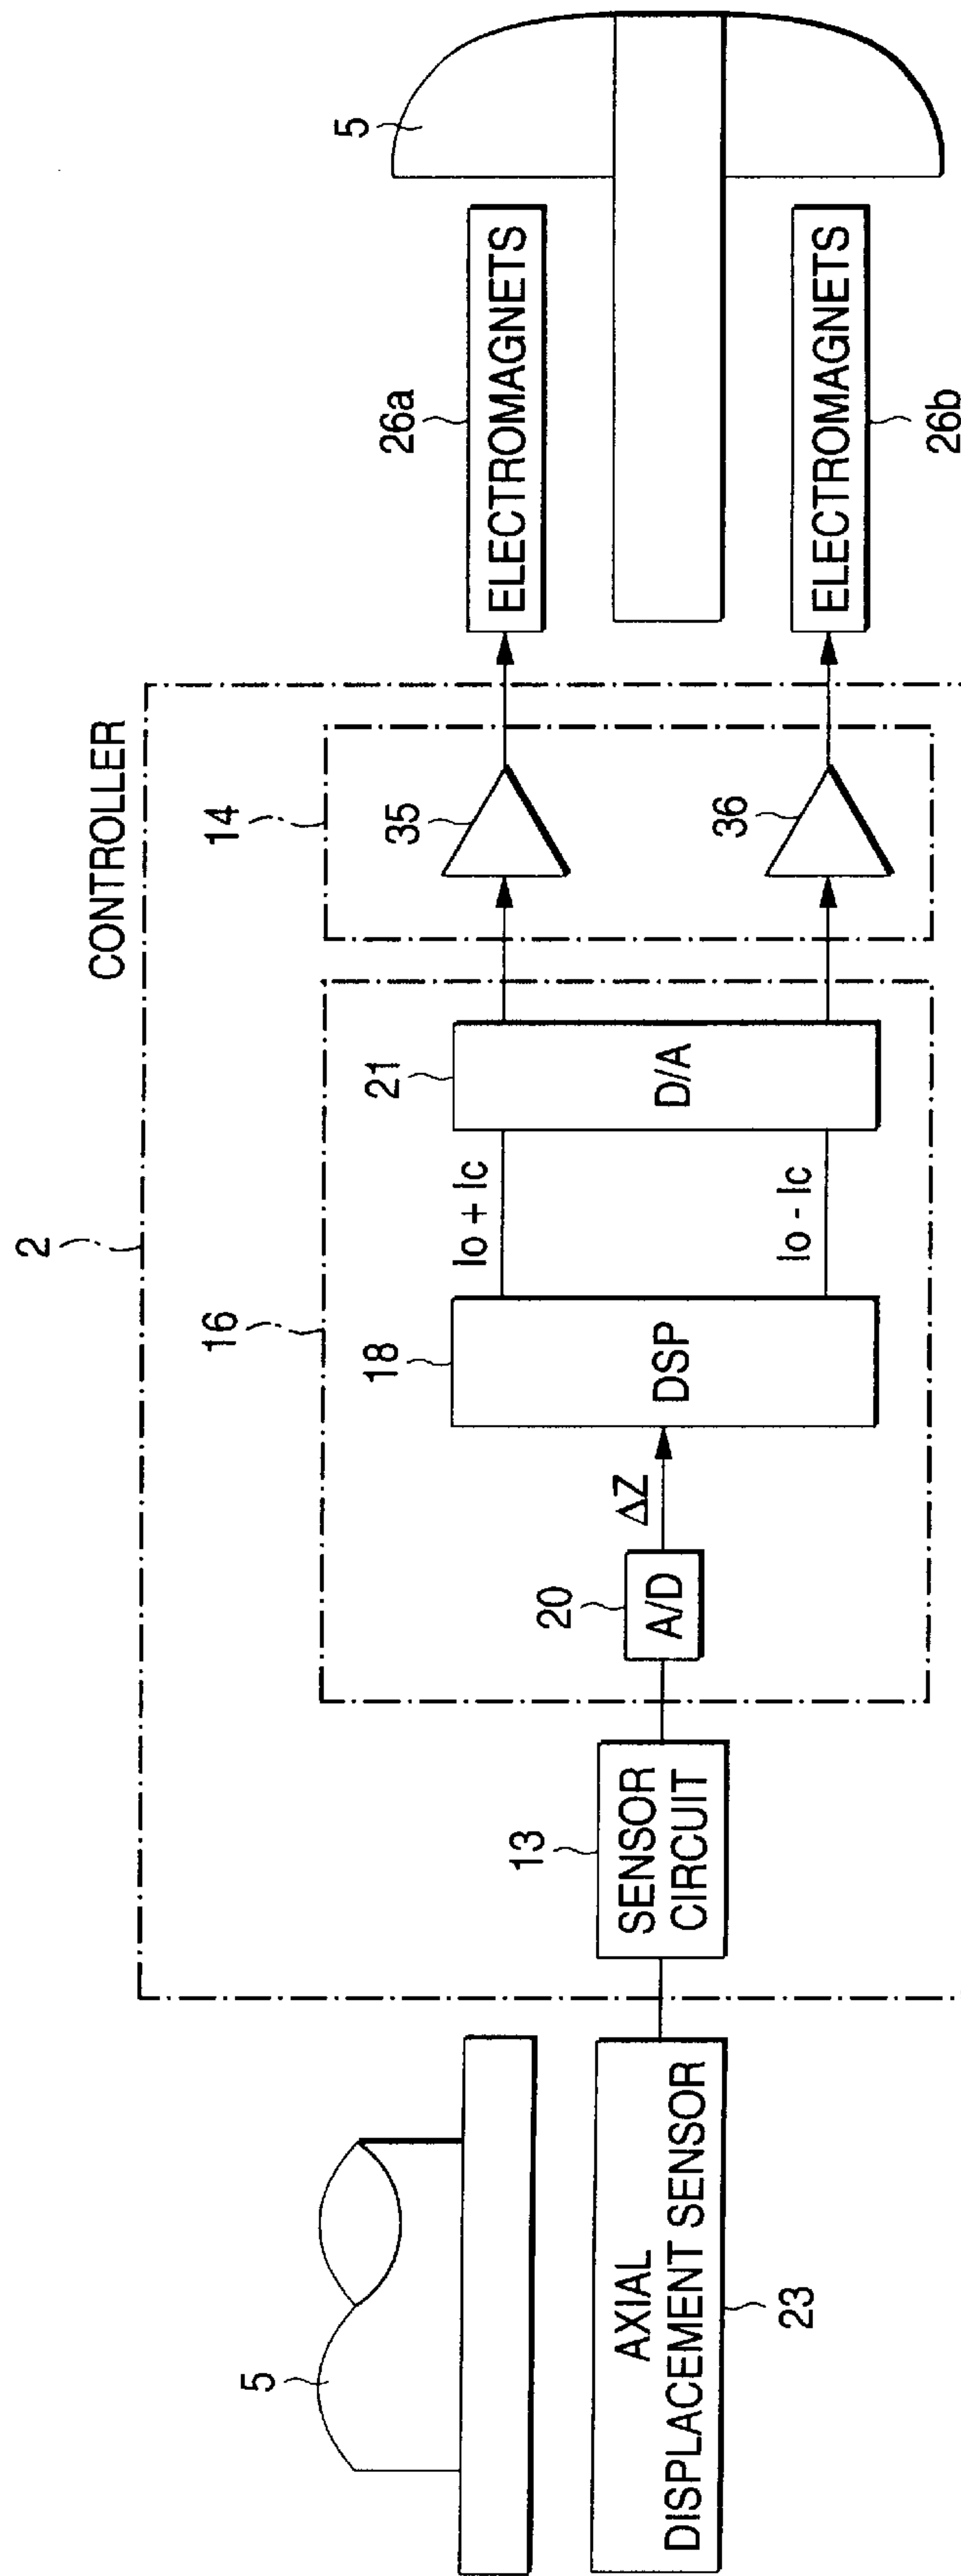 CONTROLLER
2
16
14
5
5
AXIAL
DISPLACEMENT SENSOR
23
13
SENSOR
CIRCUIT
20
A/D
ΔZ
18
DSP
Io + Ic
Io - Ic
21
D/A
35
36
26a
ELECTROMAGNETS
26b
ELECTROMAGNETS